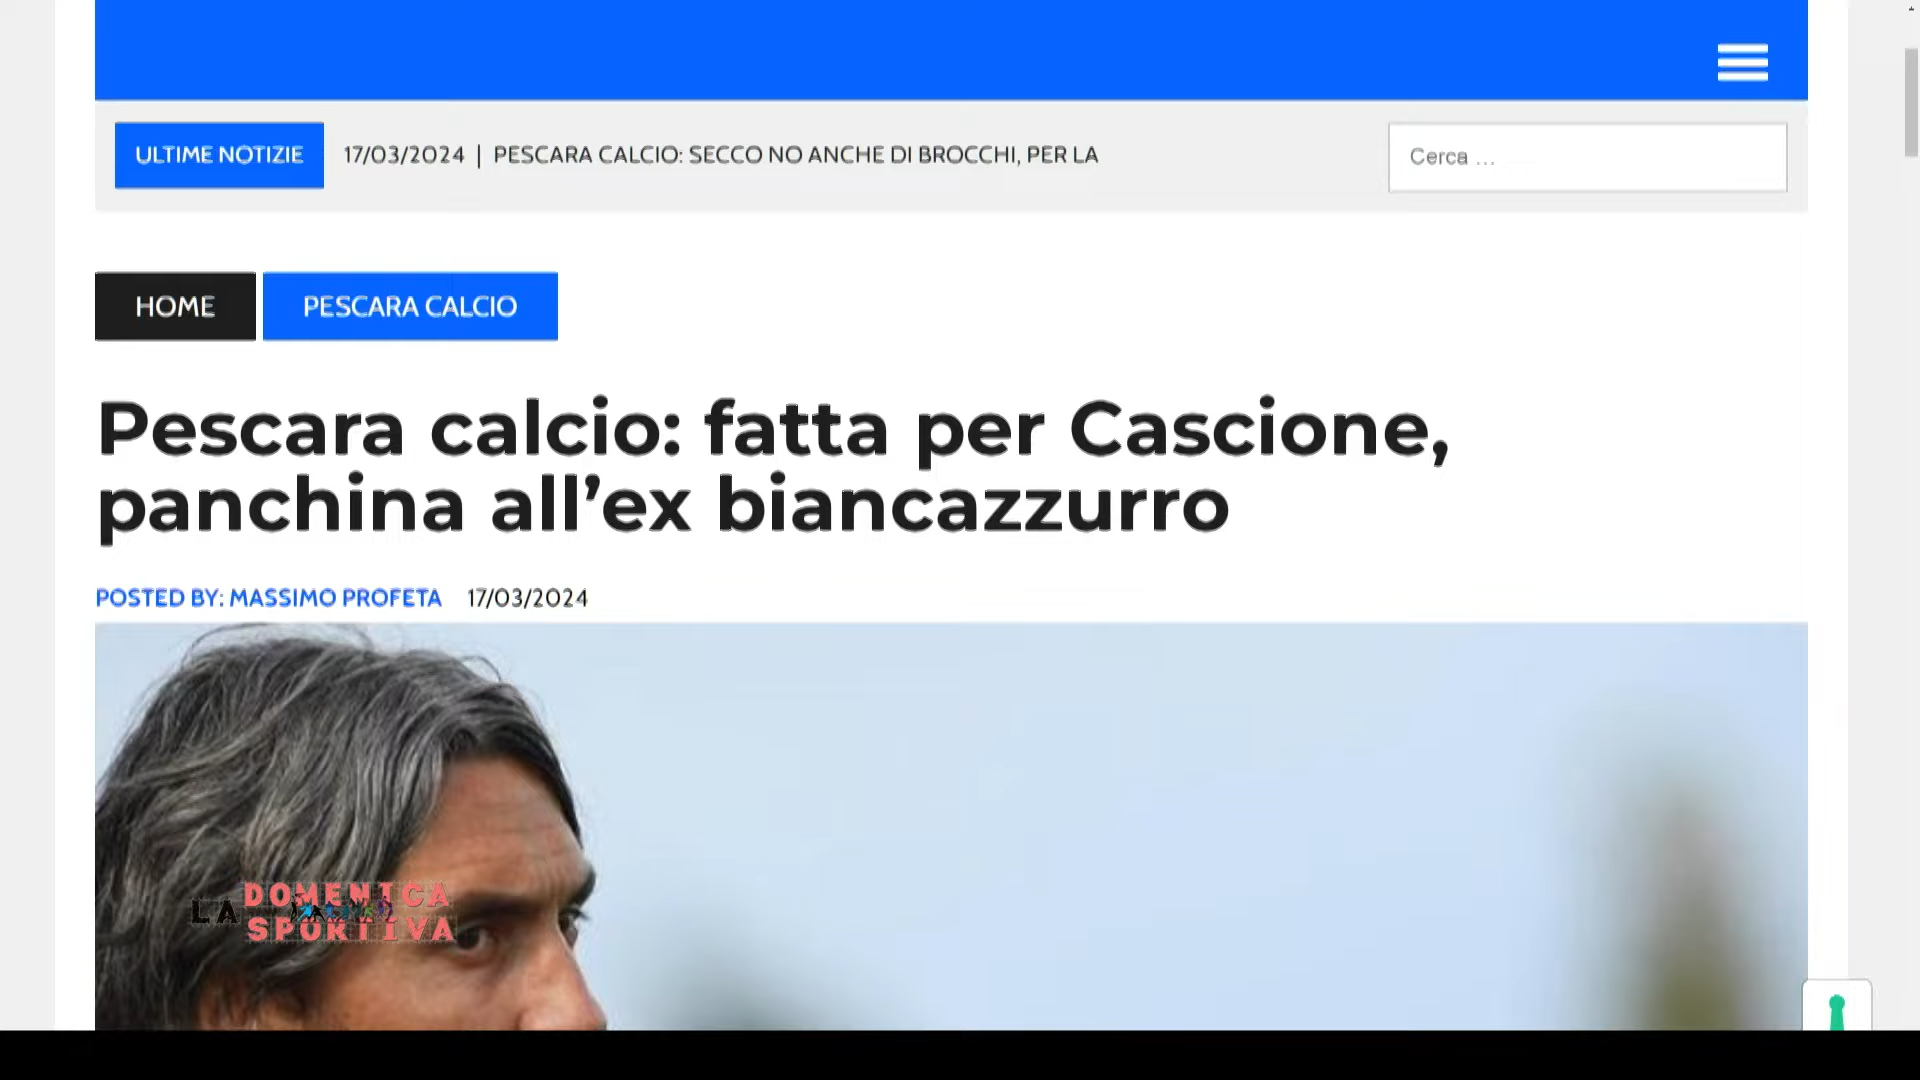 ULTIME NOTIZIE
17/03/2024 | PESCARA CALCIO: SECCO NO ANCHE DI BROCCHI, PER LA
Cerca ...
HOME
PESCARA CALCIO
Pescara calcio: fatta per Cascione,
panchina all’ex biancazzurro
POSTED BY: MASSIMO PROFETA 17/03/2024
LA DOMENICA
SPORTIVA